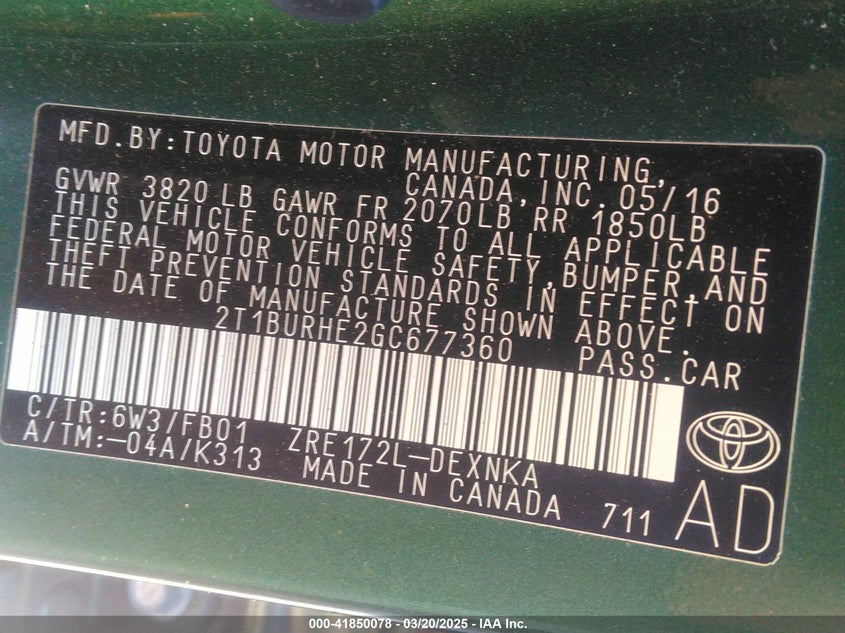 MFD.BY:TOYOTA MOTOR MANUFACTURING,
CANADA,INC. 05/16
GVWR 3820 LB GAWR FR 2070LB RR 1850LB
THIS VEHICLE CONFORMS TO ALL APPLICABLE
FEDERAL MOTOR VEHICLE SAFETY,BUMPER,AND
THEFT PREVENTION STANDARDS IN EFFECT ON
THE DATE OF MANUFACTURE SHOWN ABOVE.
2T1BURHE2GC677360 PASS.CAR
C/TR:6W3/FB01 ZRE172L-DEXNKA
A/TM:-04A/K313 MADE IN CANADA 711 AD
000-41850078 - 03/20/2025 - IAA Inc.